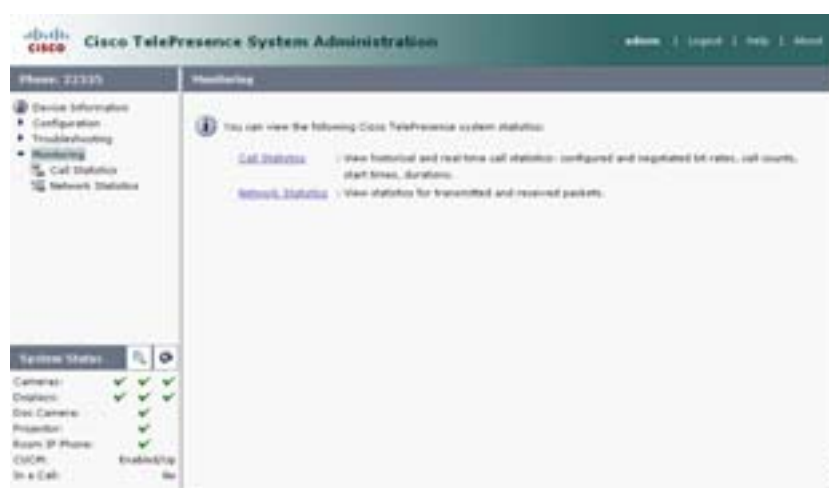 CISCO Cisco TelePresence System Administration
admin | Logout | Help | About
Phone: 22335
Monitoring
Device Information
Configuration
Troubleshooting
Monitoring
Call Statistics
Network Statistics
You can view the following Cisco TelePresence system statistics:
Call Statistics : View historical and real time call statistics: configured and negotiated bit rates, call counts,
start times, durations.
Network Statistics : View statistics for transmitted and received packets.
System Status
Cameras:
Displays:
Doc Camera:
Projector:
Room IP Phone:
CUCM: Enabled/Up
In a Call: No